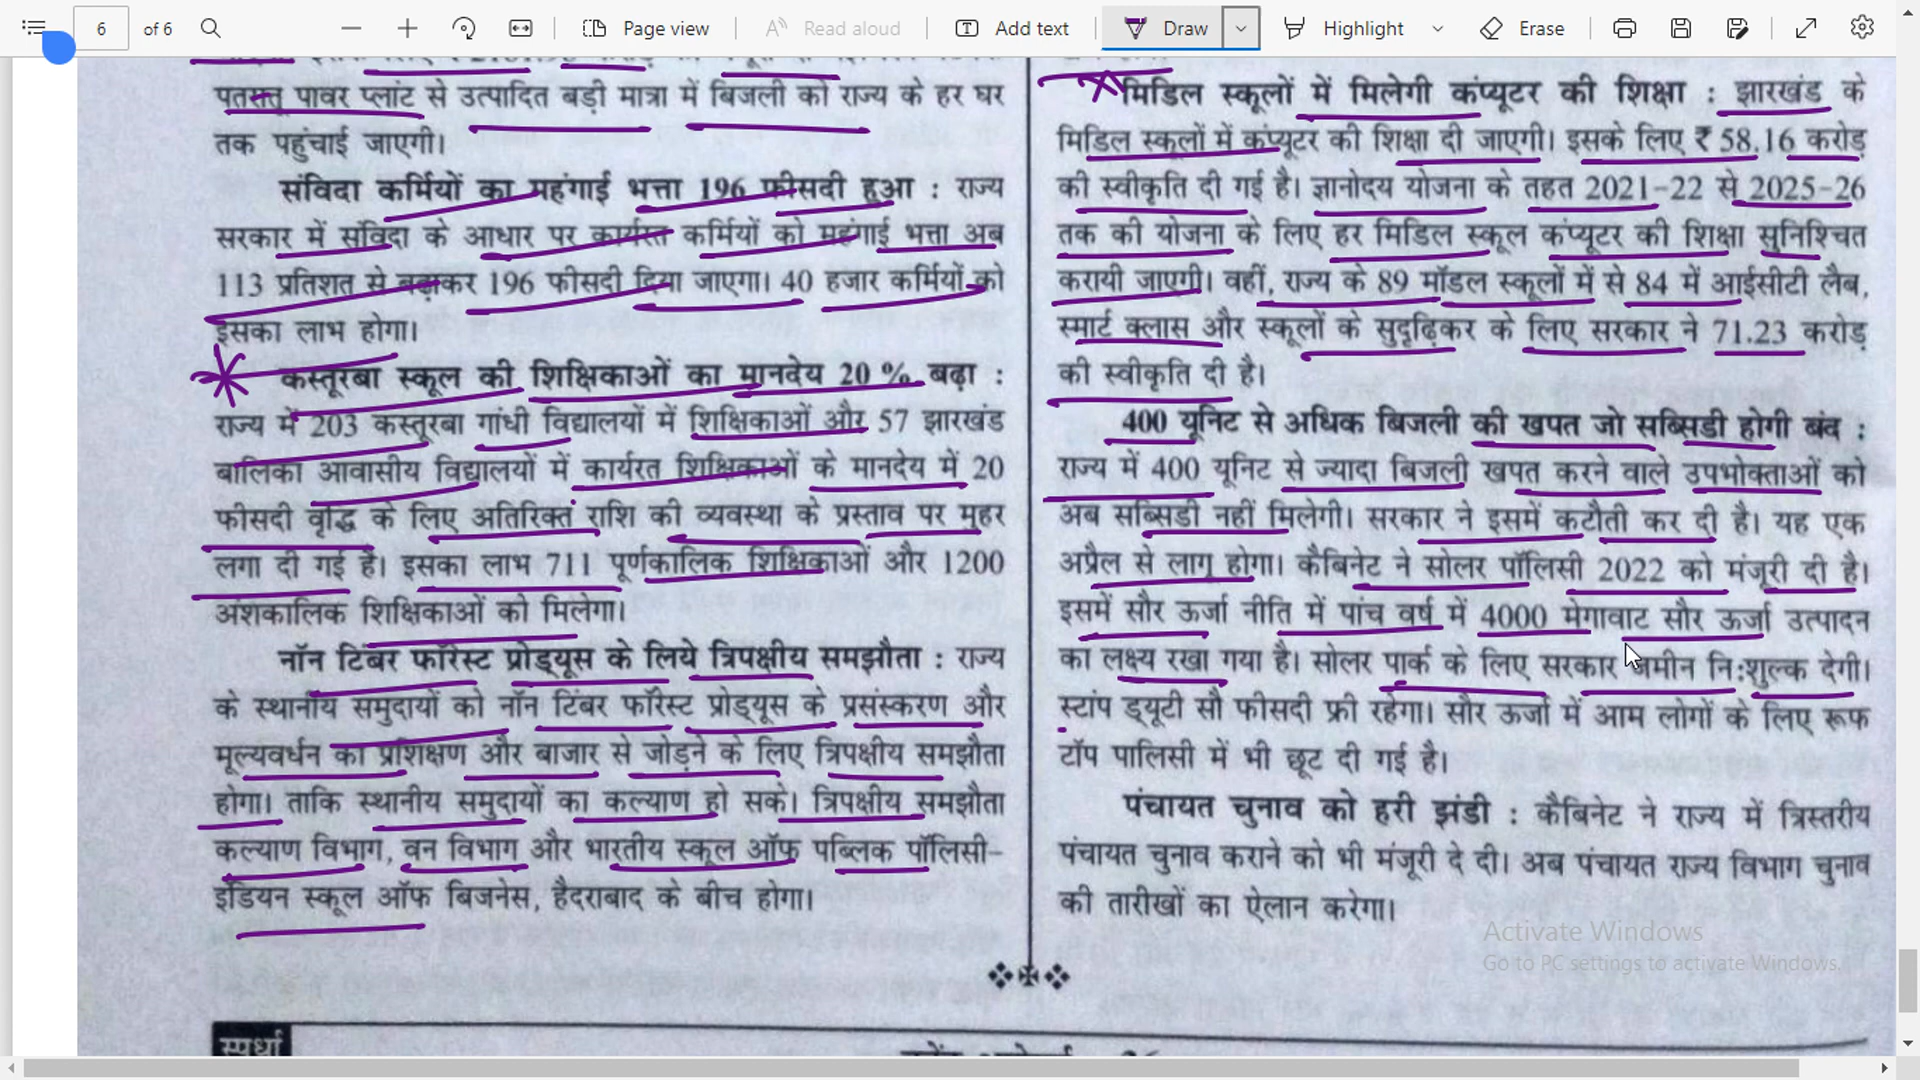 6 of 6 Page view Read aloud Add text Draw Highlight Erase
पतरातू पावर प्लांट से उत्पादित बड़ी मात्रा में बिजली को राज्य के हर घर
तक पहुंचाई जाएगी।
संविदा कर्मियों का महंगाई भत्ता 196 फीसदी हुआ : राज्य
सरकार में संविदा के आधार पर कार्यरत कर्मियों को महंगाई भत्ता अब
113 प्रतिशत से बढ़ाकर 196 फीसदी दिया जाएगा। 40 हजार कर्मियों को
इसका लाभ होगा।
कस्तूरबा स्कूल की शिक्षिकाओं का मानदेय 20 % बढ़ा :
राज्य में 203 कस्तूरबा गांधी विद्यालयों में शिक्षिकाओं और 57 झारखंड
बालिका आवासीय विद्यालयों में कार्यरत शिक्षिकाओं के मानदेय में 20
फीसदी वृद्धि के लिए अतिरिक्त राशि की व्यवस्था के प्रस्ताव पर मुहर
लगा दी गई है। इसका लाभ 711 पूर्णकालिक शिक्षिकाओं और 1200
अंशकालिक शिक्षिकाओं को मिलेगा।
नॉन टिंबर फॉरेस्ट प्रोड्यूस के लिये त्रिपक्षीय समझौता : राज्य
के स्थानीय समुदायों को नॉन टिंबर फॉरेस्ट प्रोड्यूस के प्रसंस्करण और
मूल्यवर्धन का प्रशिक्षण और बाजार से जोड़ने के लिए त्रिपक्षीय समझौता
होगा। ताकि स्थानीय समुदायों का कल्याण हो सके। त्रिपक्षीय समझौता
कल्याण विभाग, वन विभाग और भारतीय स्कूल ऑफ पब्लिक पॉलिसी-
इंडियन स्कूल ऑफ बिजनेस, हैदराबाद के बीच होगा।
मिडिल स्कूलों में मिलेगी कंप्यूटर की शिक्षा : झारखंड के
मिडिल स्कूलों में कंप्यूटर की शिक्षा दी जाएगी। इसके लिए ₹ 58.16 करोड़
की स्वीकृति दी गई है। ज्ञानोदय योजना के तहत 2021-22 से 2025-26
तक की योजना के लिए हर मिडिल स्कूल कंप्यूटर की शिक्षा सुनिश्चित
करायी जाएगी। वहीं, राज्य के 89 मॉडल स्कूलों में से 84 में आईसीटी लैब,
स्मार्ट क्लास और स्कूलों के सुदृढ़िकर के लिए सरकार ने 71.23 करोड़
की स्वीकृति दी है।
400 यूनिट से अधिक बिजली की खपत जो सब्सिडी होगी बंद :
राज्य में 400 यूनिट से ज्यादा बिजली खपत करने वाले उपभोक्ताओं को
अब सब्सिडी नहीं मिलेगी। सरकार ने इसमें कटौती कर दी है। यह एक
अप्रैल से लागू होगा। कैबिनेट ने सोलर पॉलिसी 2022 को मंजूरी दी है।
इसमें सौर ऊर्जा नीति में पांच वर्ष में 4000 मेगावाट सौर ऊर्जा उत्पादन
का लक्ष्य रखा गया है। सोलर पार्क के लिए सरकार जमीन नि:शुल्क देगी।
स्टांप ड्यूटी सौ फीसदी फ्री रहेगा। सौर ऊर्जा में आम लोगों के लिए रूफ
टॉप पालिसी में भी छूट दी गई है।
पंचायत चुनाव को हरी झंडी : कैबिनेट ने राज्य में त्रिस्तरीय
पंचायत चुनाव कराने को भी मंजूरी दे दी। अब पंचायत राज्य विभाग चुनाव
की तारीखों का ऐलान करेगा।
Activate Windows
Go to PC settings to activate Windows.
स्पर्धा